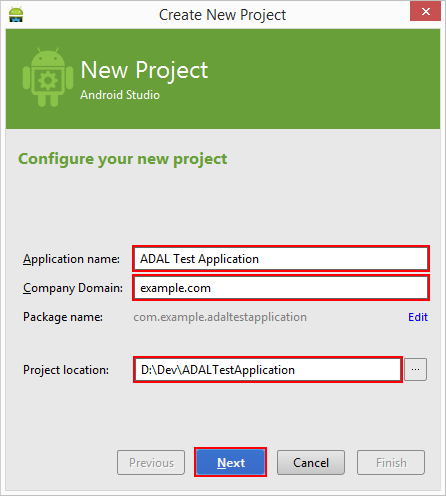 Create New Project
New Project
Android Studio
Configure your new project
Application name: ADAL Test Application
Company Domain: example.com
Package name: com.example.adaltestapplication Edit
Project location: D:\Dev\ADALTestApplication ...
Previous Next Cancel Finish